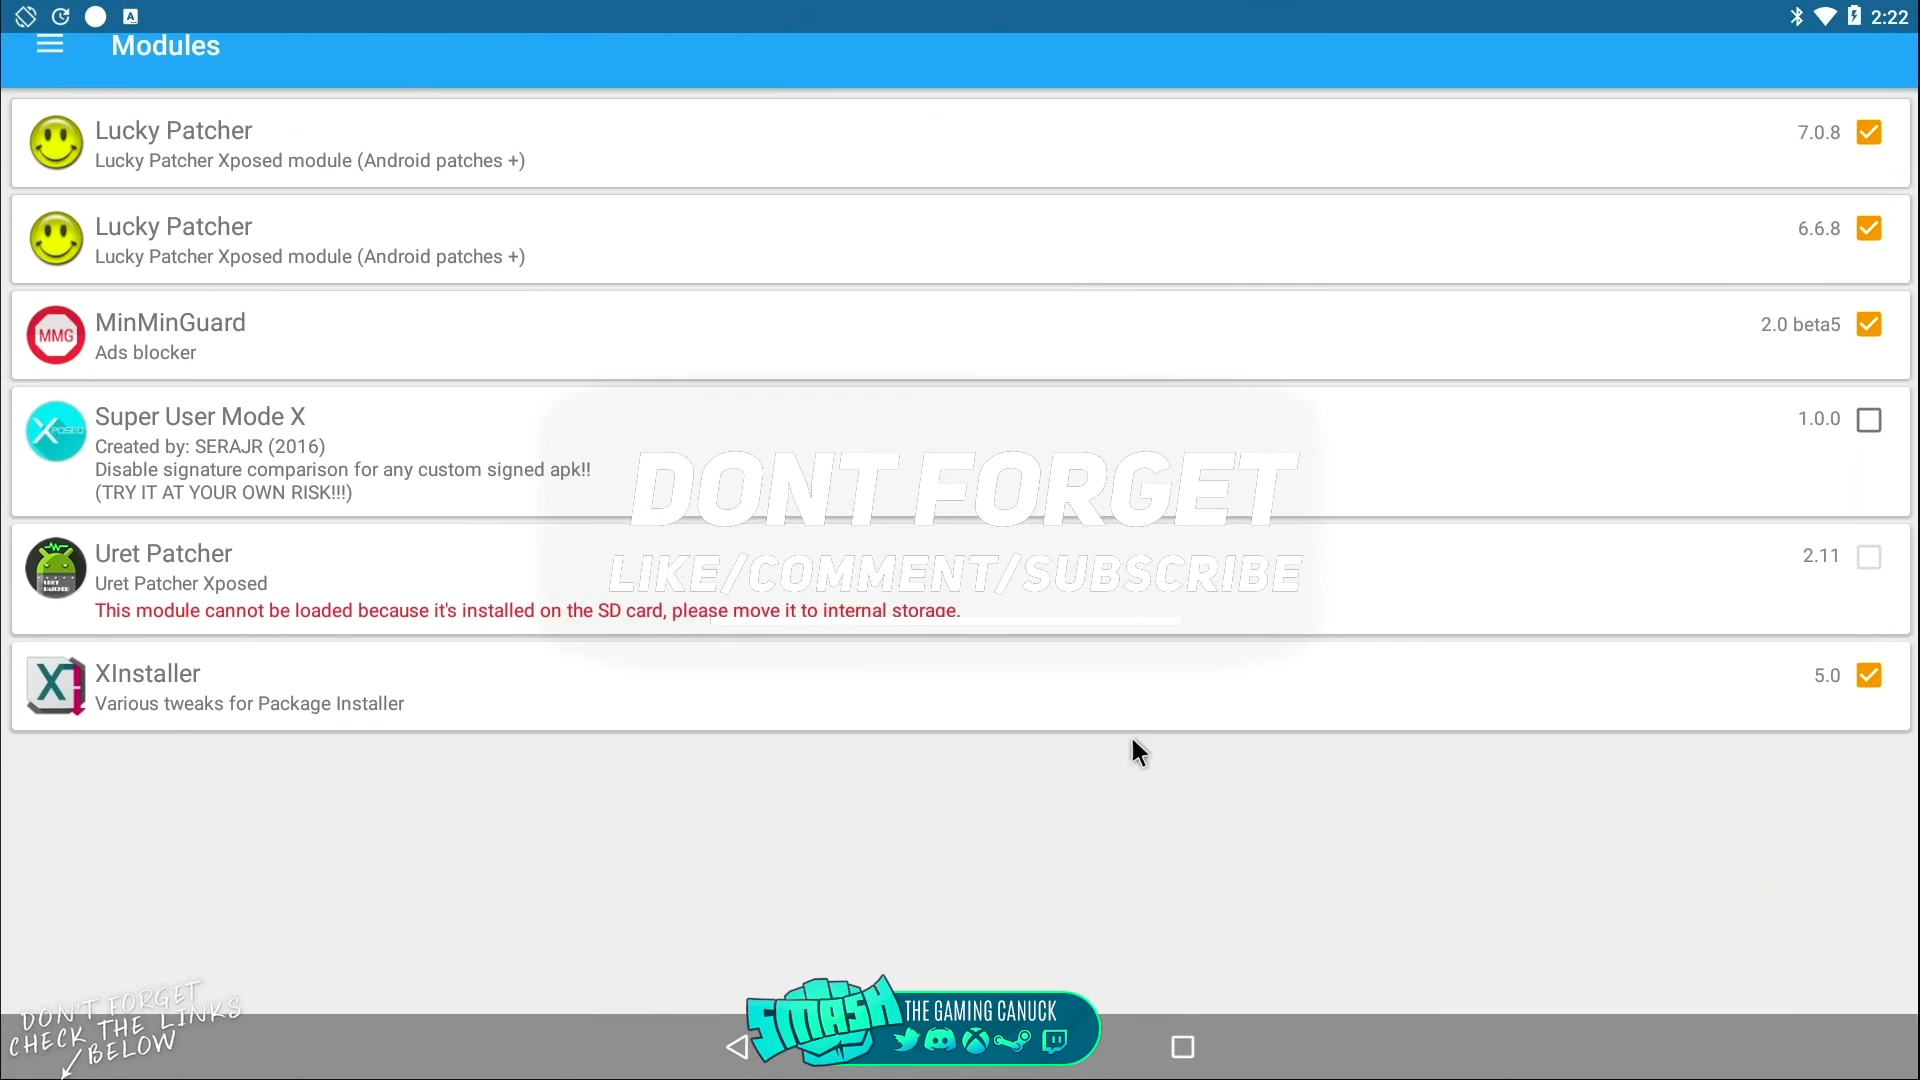 2:22
Modules
Lucky Patcher
7.0.8
Lucky Patcher Xposed module (Android patches +)
Lucky Patcher
6.6.8
Lucky Patcher Xposed module (Android patches +)
MMG
MinMinGuard
2.0 beta5
Ads blocker
XPOSED
Super User Mode X
1.0.0
Created by: SERAJR (2016)
Disable signature comparison for any custom signed apk!!
(TRY IT AT YOUR OWN RISK!!!)
DONT FORGET
LIKE/COMMENT/SUBSCRIBE
URET
PATCHER
Uret Patcher
2.11
Uret Patcher Xposed
This module cannot be loaded because it's installed on the SD card, please move it to internal storage.
XInstaller
5.0
Various tweaks for Package Installer
DON'T FORGET
CHECK THE LINKS
BELOW
SMASH
THE GAMING CANUCK